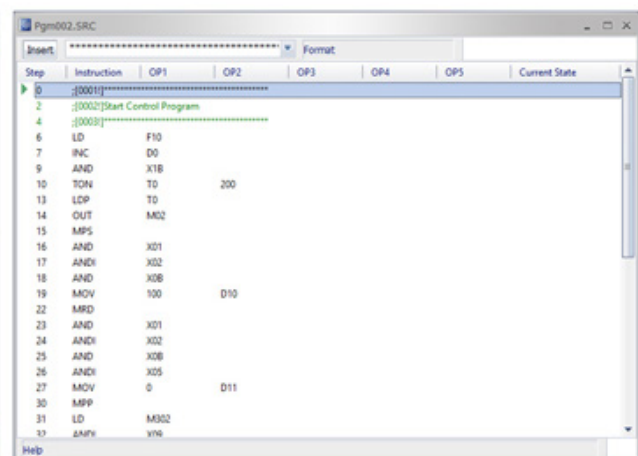 Pgm002.SRC
Insert ****************************************** Format
Step Instruction OP1 OP2 OP3 OP4 OP5 Current State
0 ;[0001!]******************************************
2 ;[0002!]Start Control Program
4 ;[0003!]******************************************
6 LD F10
7 INC D0
9 AND X1B
10 TON T0 200
13 LDP T0
14 OUT M02
15 MPS
16 AND X01
17 ANDI X02
18 AND X0B
19 MOV 100 D10
22 MRD
23 AND X01
24 ANDI X02
25 AND X0B
26 ANDI X05
27 MOV 0 D11
30 MPP
31 LD M302
32 ANDI X09
Help